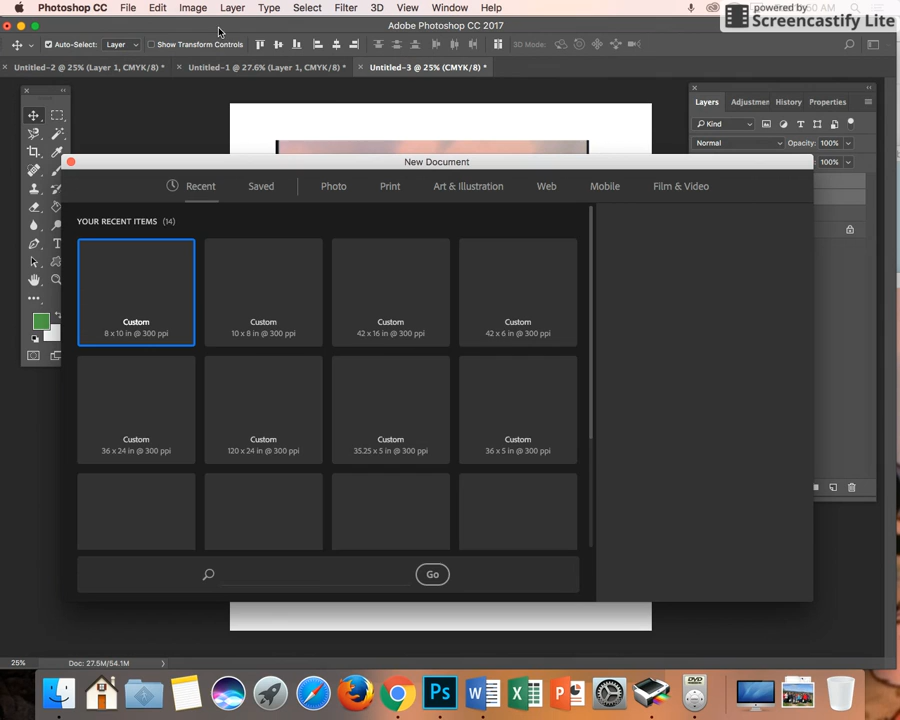 Photoshop CC File Edit Image Layer Type Select Filter 3D View Window Help
powered by
Screencastify Lite
Adobe Photoshop CC 2017
Auto-Select: Layer Show Transform Controls 3D Mode:
Untitled-2 @ 25% (Layer 1, CMYK/8) * Untitled-1 @ 27.6% (Layer 1, CMYK/8) * Untitled-3 @ 25% (CMYK/8) *
Layers Adjustmer History Properties
Kind
Normal Opacity: 100%
100%
New Document
Recent Saved Photo Print Art & Illustration Web Mobile Film & Video
YOUR RECENT ITEMS (14)
Custom Custom Custom Custom
8 x 10 in @ 300 ppi 10 x 8 in @ 300 ppi 42 x 16 in @ 300 ppi 42 x 6 in @ 300 ppi
Custom Custom Custom Custom
36 x 24 in @ 300 ppi 120 x 24 in @ 300 ppi 35.25 x 5 in @ 300 ppi 36 x 5 in @ 300 ppi
Go
25% Doc: 27.5M/54.1M